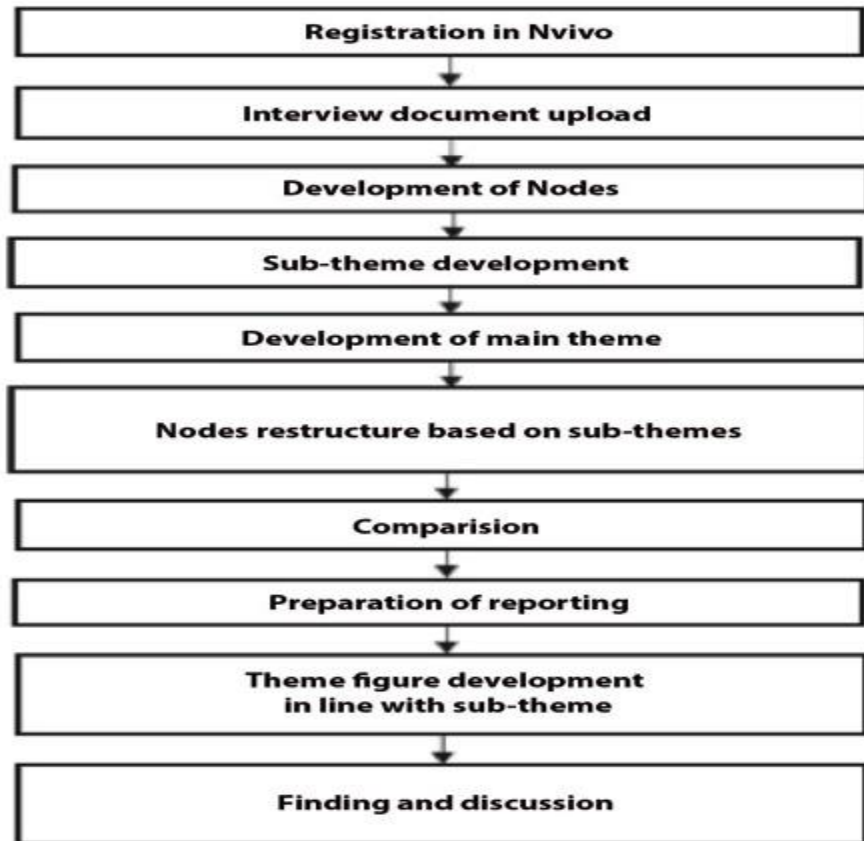 Registration in Nvivo
Interview document upload
Development of Nodes
Sub-theme development
Development of main theme
Nodes restructure based on sub-themes
Comparision
Preparation of reporting
Theme figure development
in line with sub-theme
Finding and discussion